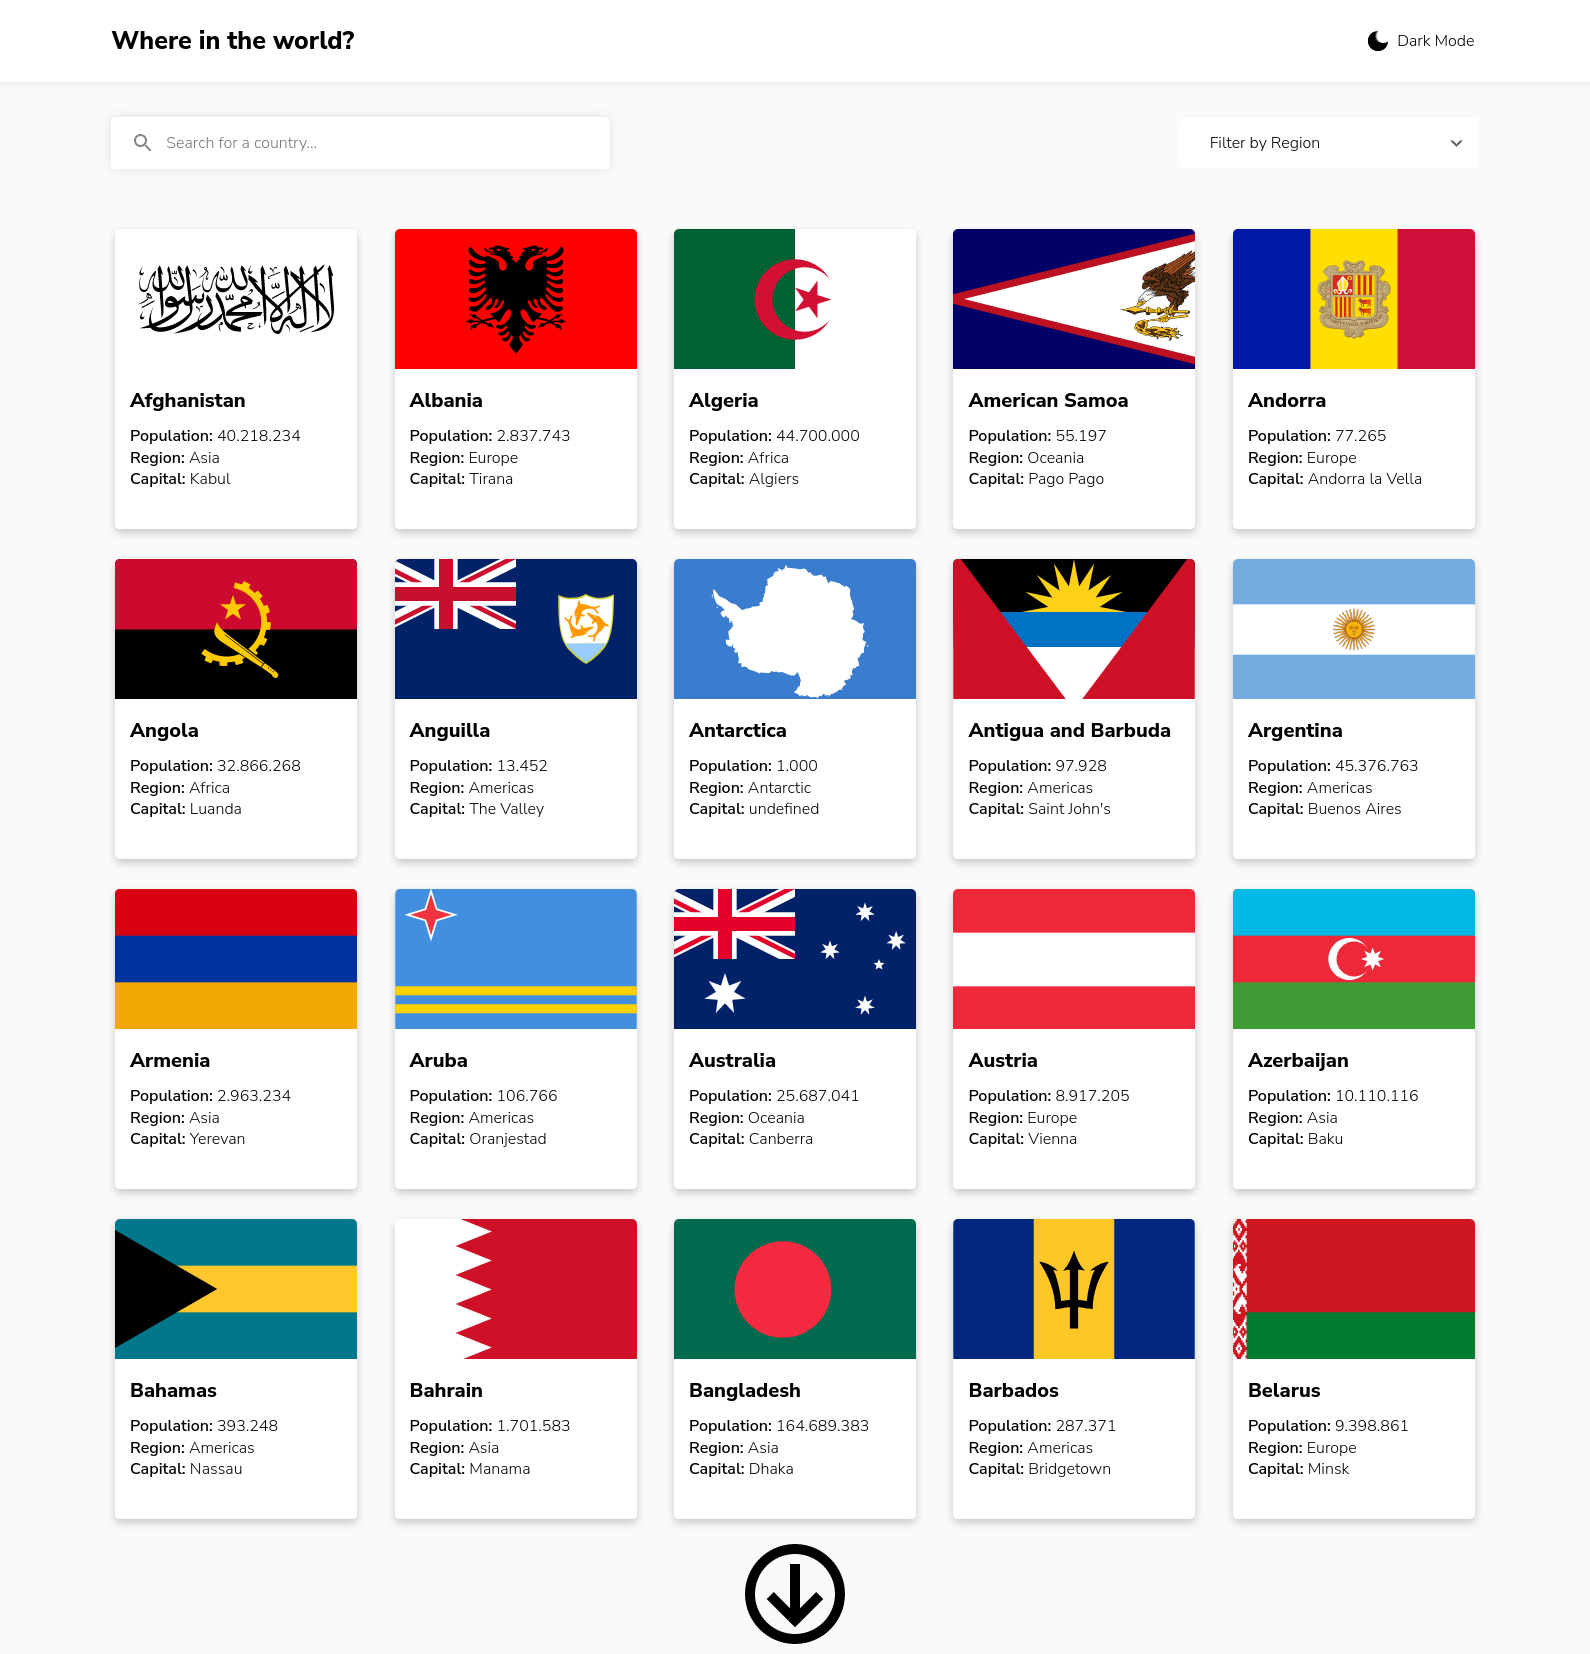 Where in the world?
Dark Mode
Search for a country...
Filter by Region
Afghanistan
Population: 40.218.234
Region: Asia
Capital: Kabul
Albania
Population: 2.837.743
Region: Europe
Capital: Tirana
Algeria
Population: 44.700.000
Region: Africa
Capital: Algiers
American Samoa
Population: 55.197
Region: Oceania
Capital: Pago Pago
Andorra
Population: 77.265
Region: Europe
Capital: Andorra la Vella
Angola
Population: 32.866.268
Region: Africa
Capital: Luanda
Anguilla
Population: 13.452
Region: Americas
Capital: The Valley
Antarctica
Population: 1.000
Region: Antarctic
Capital: undefined
Antigua and Barbuda
Population: 97.928
Region: Americas
Capital: Saint John's
Argentina
Population: 45.376.763
Region: Americas
Capital: Buenos Aires
Armenia
Population: 2.963.234
Region: Asia
Capital: Yerevan
Aruba
Population: 106.766
Region: Americas
Capital: Oranjestad
Australia
Population: 25.687.041
Region: Oceania
Capital: Canberra
Austria
Population: 8.917.205
Region: Europe
Capital: Vienna
Azerbaijan
Population: 10.110.116
Region: Asia
Capital: Baku
Bahamas
Population: 393.248
Region: Americas
Capital: Nassau
Bahrain
Population: 1.701.583
Region: Asia
Capital: Manama
Bangladesh
Population: 164.689.383
Region: Asia
Capital: Dhaka
Barbados
Population: 287.371
Region: Americas
Capital: Bridgetown
Belarus
Population: 9.398.861
Region: Europe
Capital: Minsk